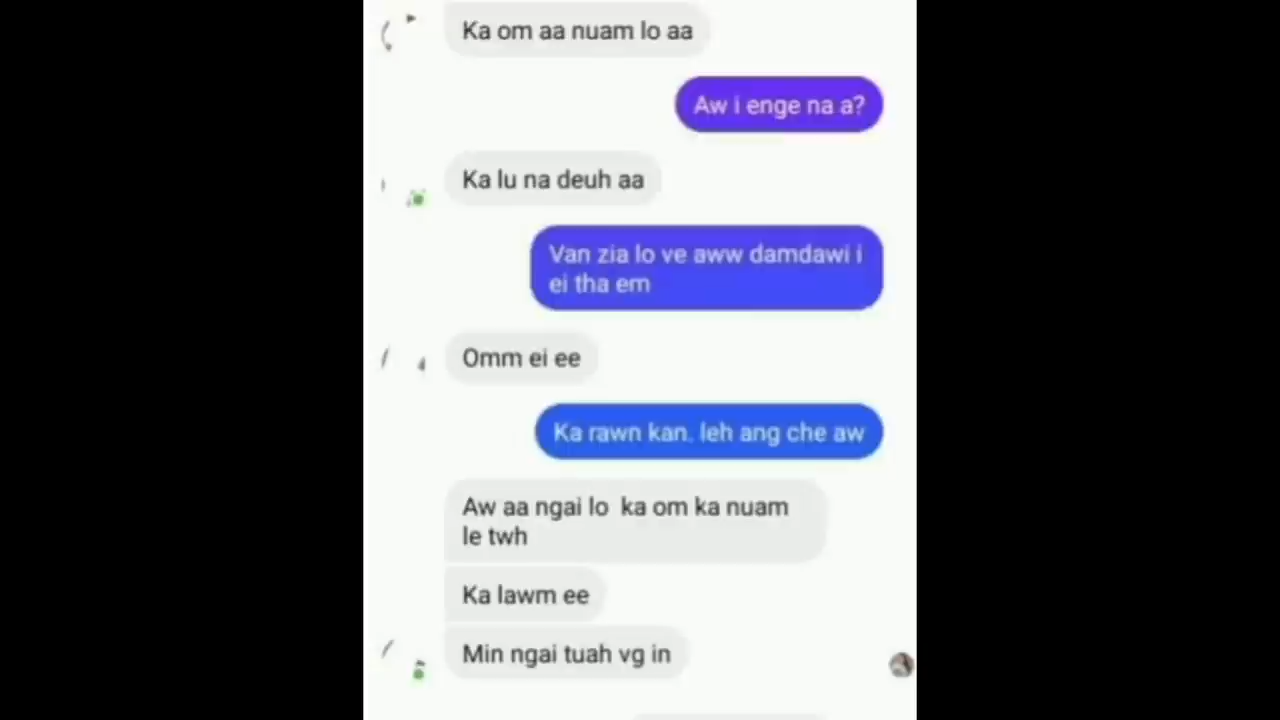 Ka om aa nuam lo aa
Aw i enge na a?
Ka lu na deuh aa
Van zia lo ve aww damdawi i
ei tha em
Omm ei ee
Ka rawn kan. leh ang che aw
Aw aa ngai lo ka om ka nuam
le twh
Ka lawm ee
Min ngai tuah vg in